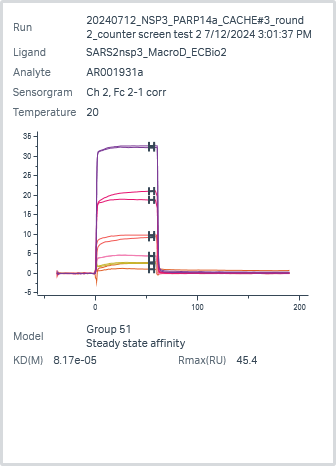 Run 20240712_NSP3_PARP14a_CACHE#3_round
2_counter screen test 2 7/12/2024 3:01:37 PM
Ligand SARS2nsp3_MacroD_ECBio2
Analyte AR001931a
Sensorgram Ch 2, Fc 2-1 corr
Temperature 20
35
30
25
20
15
10
5
0
-5
0 100 200
Model Group 51
Steady state affinity
KD(M) 8.17e-05 Rmax(RU) 45.4